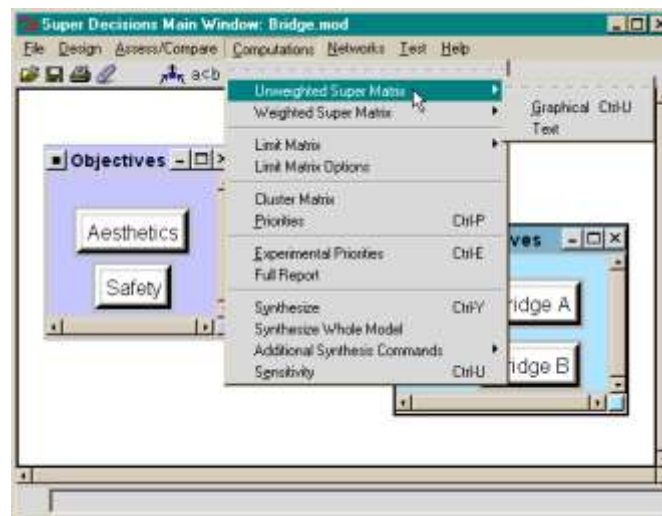 Super Decisions Main Window: Bridge.mod
File Design Assess/Compare Computations Networks Test Help
acb
Unweighted Super Matrix
Weighted Super Matrix
Graphical Ctrl-U
Text
Limit Matrix
Limit Matrix Options
Cluster Matrix
Priorities Ctrl-P
Experimental Priorities Ctrl-E
Full Report
Synthesize Ctrl-Y
Synthesize Whole Model
Additional Synthesis Commands
Sensitivity Ctrl-U
Objectives
Aesthetics
Safety
ves
ridge A
idge B